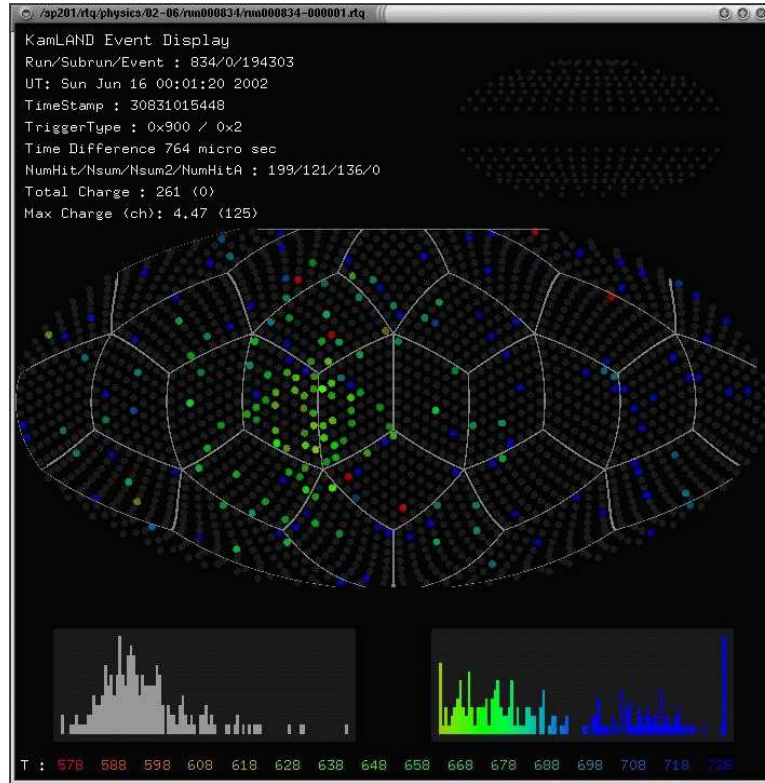 /sp201/rtq/physics/02-06/run000834/run000834-000001.rtq
KamLAND Event Display
Run/Subrun/Event : 834/0/194303
UT: Sun Jun 16 00:01:20 2002
TimeStamp : 30831015448
TriggerType : 0x900 / 0x2
Time Difference 764 micro sec
NumHit/Nsum/Nsum2/NumHitA : 199/121/136/0
Total Charge : 261 (0)
Max Charge (ch): 4.47 (125)
T : 578 588 598 608 618 628 638 648 658 668 678 688 698 708 718 728